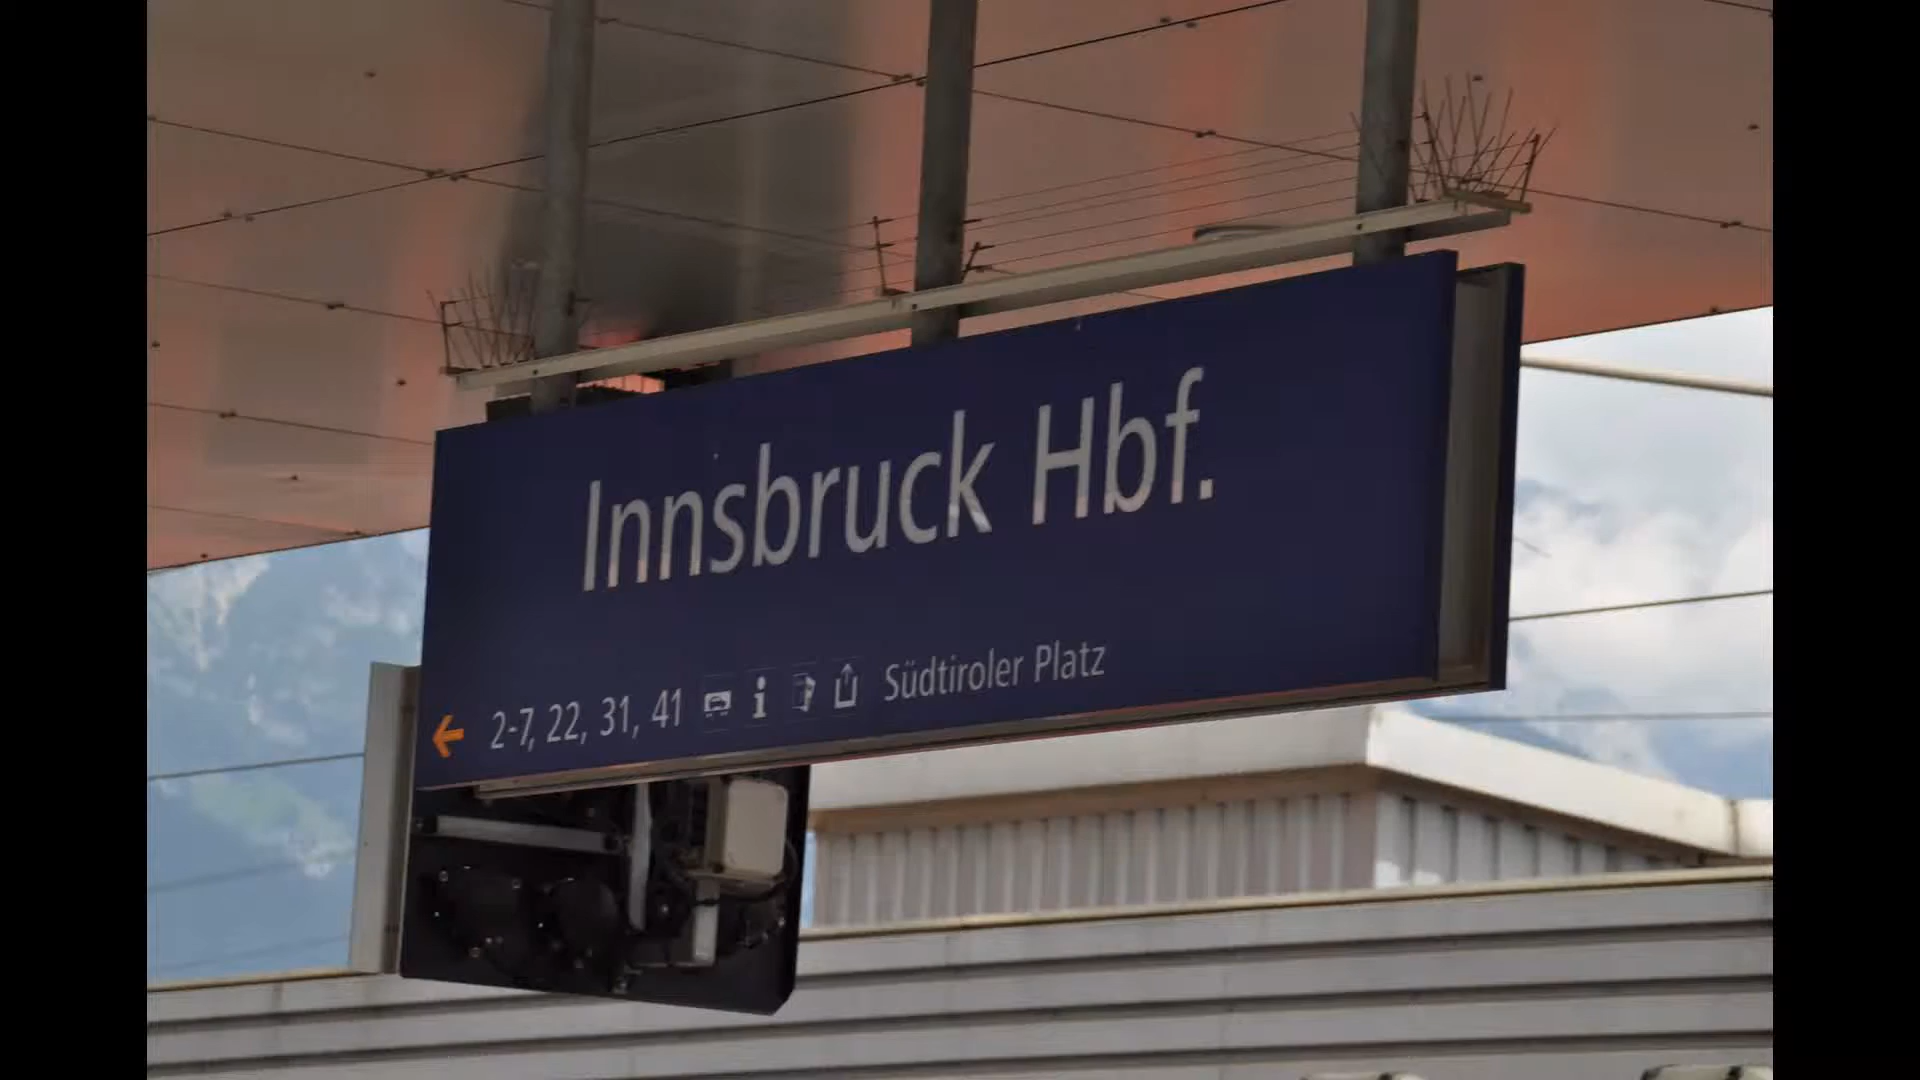 Innsbruck Hbf.
2-7, 22, 31, 41 Südtiroler Platz